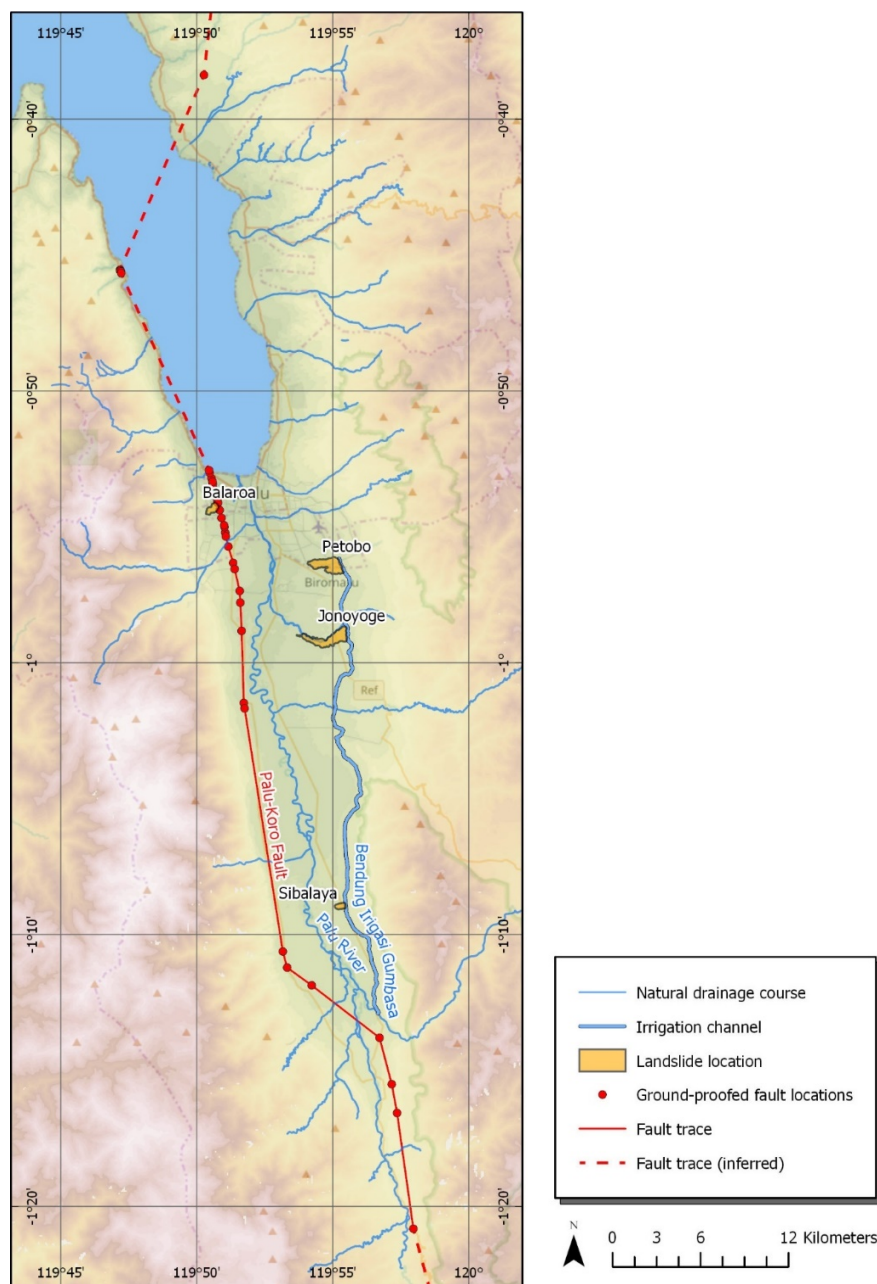 119°45' 119°50' 119°55' 120°
-0°40' -0°40'
-0°50' -0°50'
Balaroa
Petobo
Biromaru
Jonoyoge
-1° -1°
Ref
Palu-Koro Fault
Sibalaya
Bendung Irigasi Gumbasa
Palu River
-1°10' -1°10'
-1°20' -1°20'
119°45' 119°50' 119°55' 120°
Natural drainage course
Irrigation channel
Landslide location
Ground-proofed fault locations
Fault trace
Fault trace (inferred)
N
0 3 6 12 Kilometers